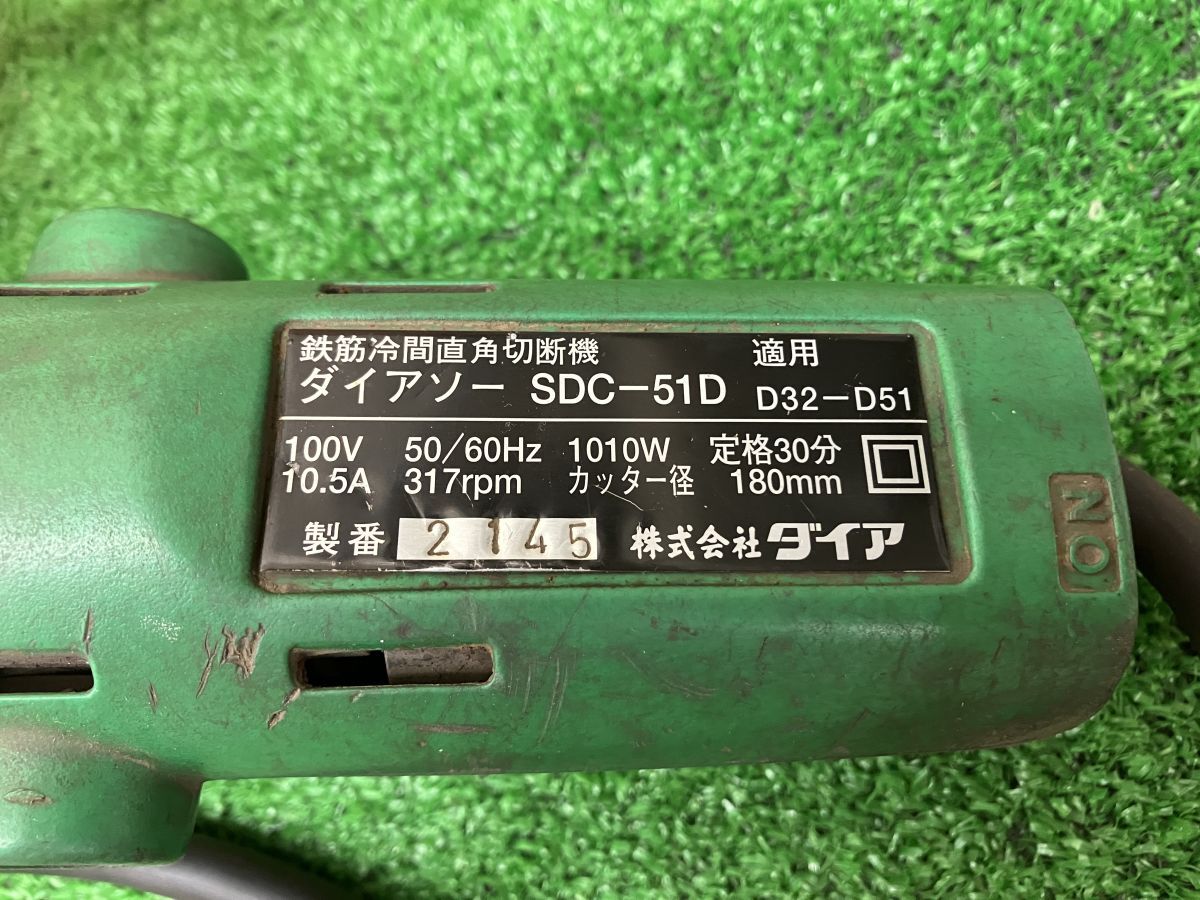 鉄筋冷間直角切断機 適用
ダイアソー SDC-51D D32-D51
100V 50/60Hz 1010W 定格30分
10.5A 317rpm カッター径 180mm
製番 2145 株式会社ダイア
NO